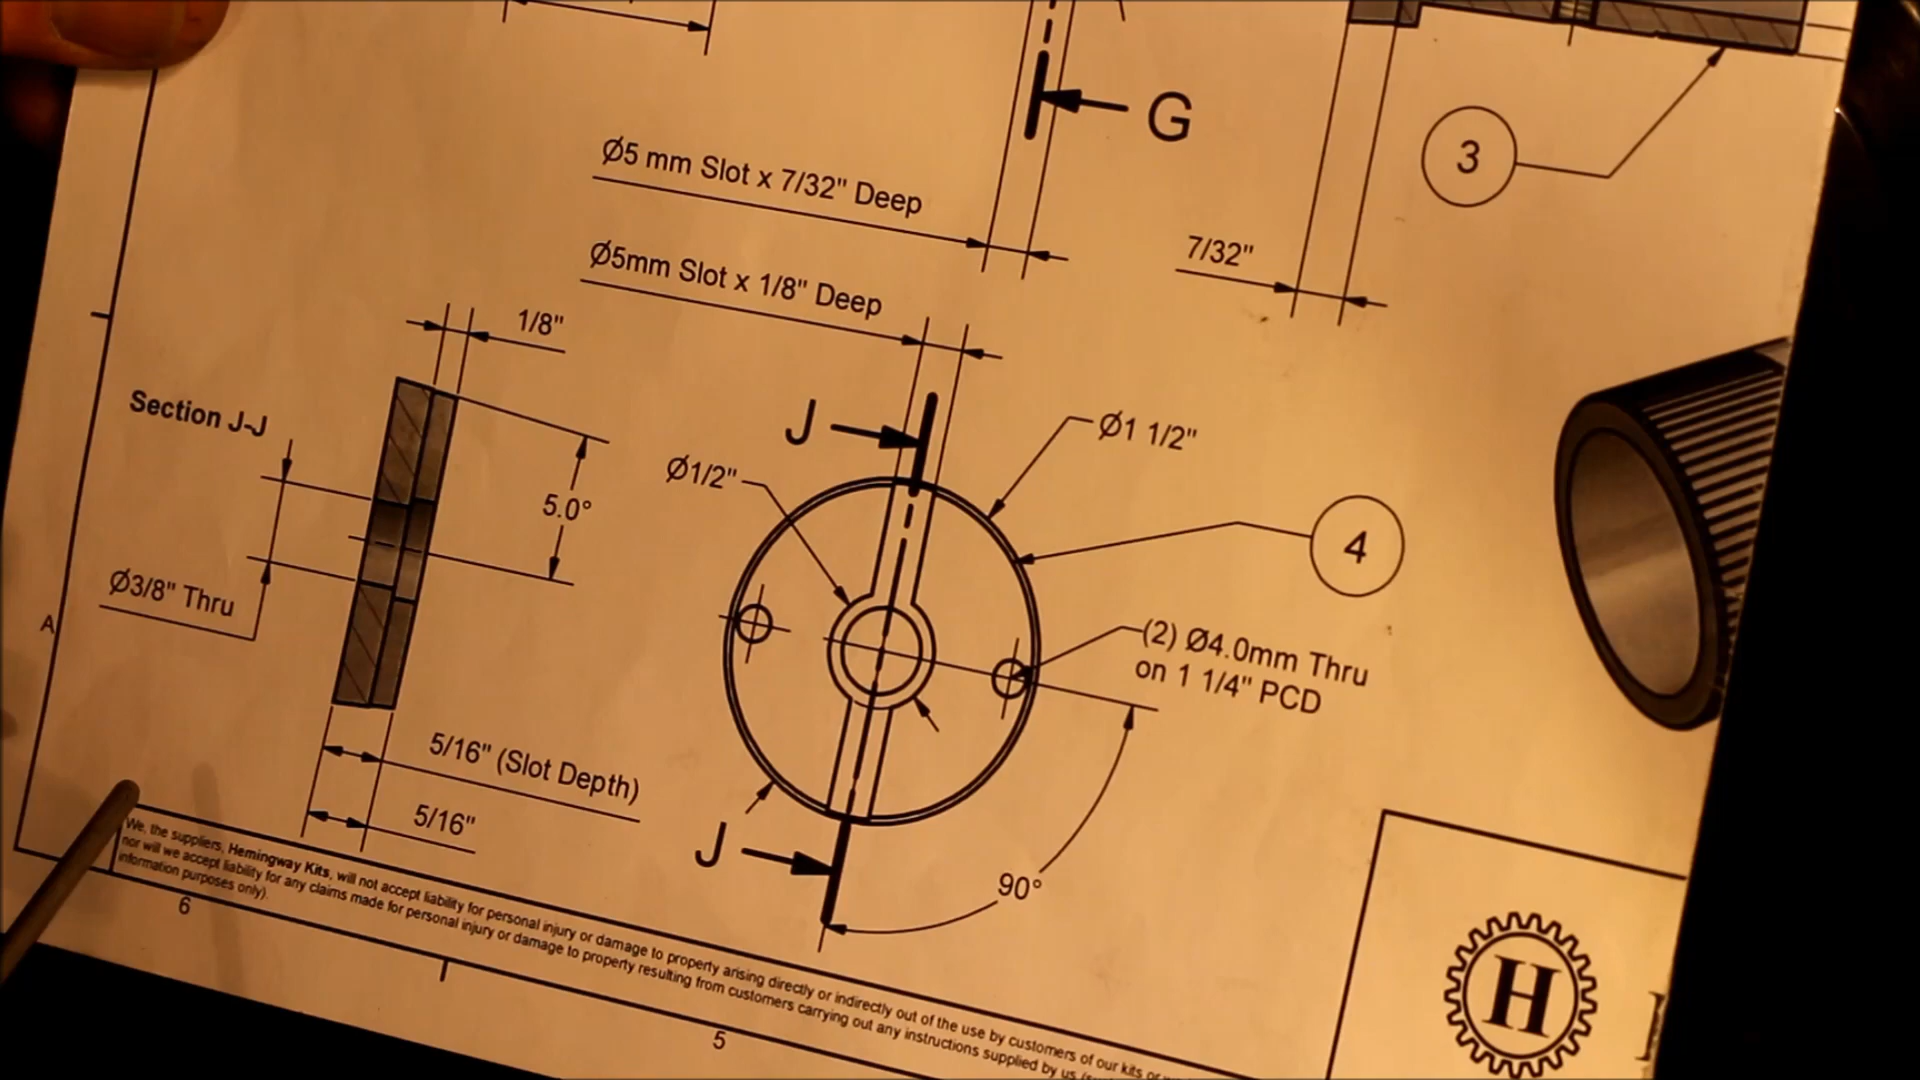 G
3
Ø5 mm Slot x 7/32" Deep
7/32"
Ø5mm Slot x 1/8" Deep
1/8"
Section J-J
J
Ø1 1/2"
Ø1/2"
5.0°
4
Ø3/8" Thru
A
(2) Ø4.0mm Thru
on 1 1/4" PCD
5/16" (Slot Depth)
5/16"
J
90°
We, the suppliers, Hemingway Kits, will not accept liability for personal injury or damage to property arising directly or indirectly out of the use by customers of our kits or
nor will we accept liability for any claims made for personal injury or damage to property resulting from customers carrying out any instructions supplied by us
information purposes only).
6
5
H